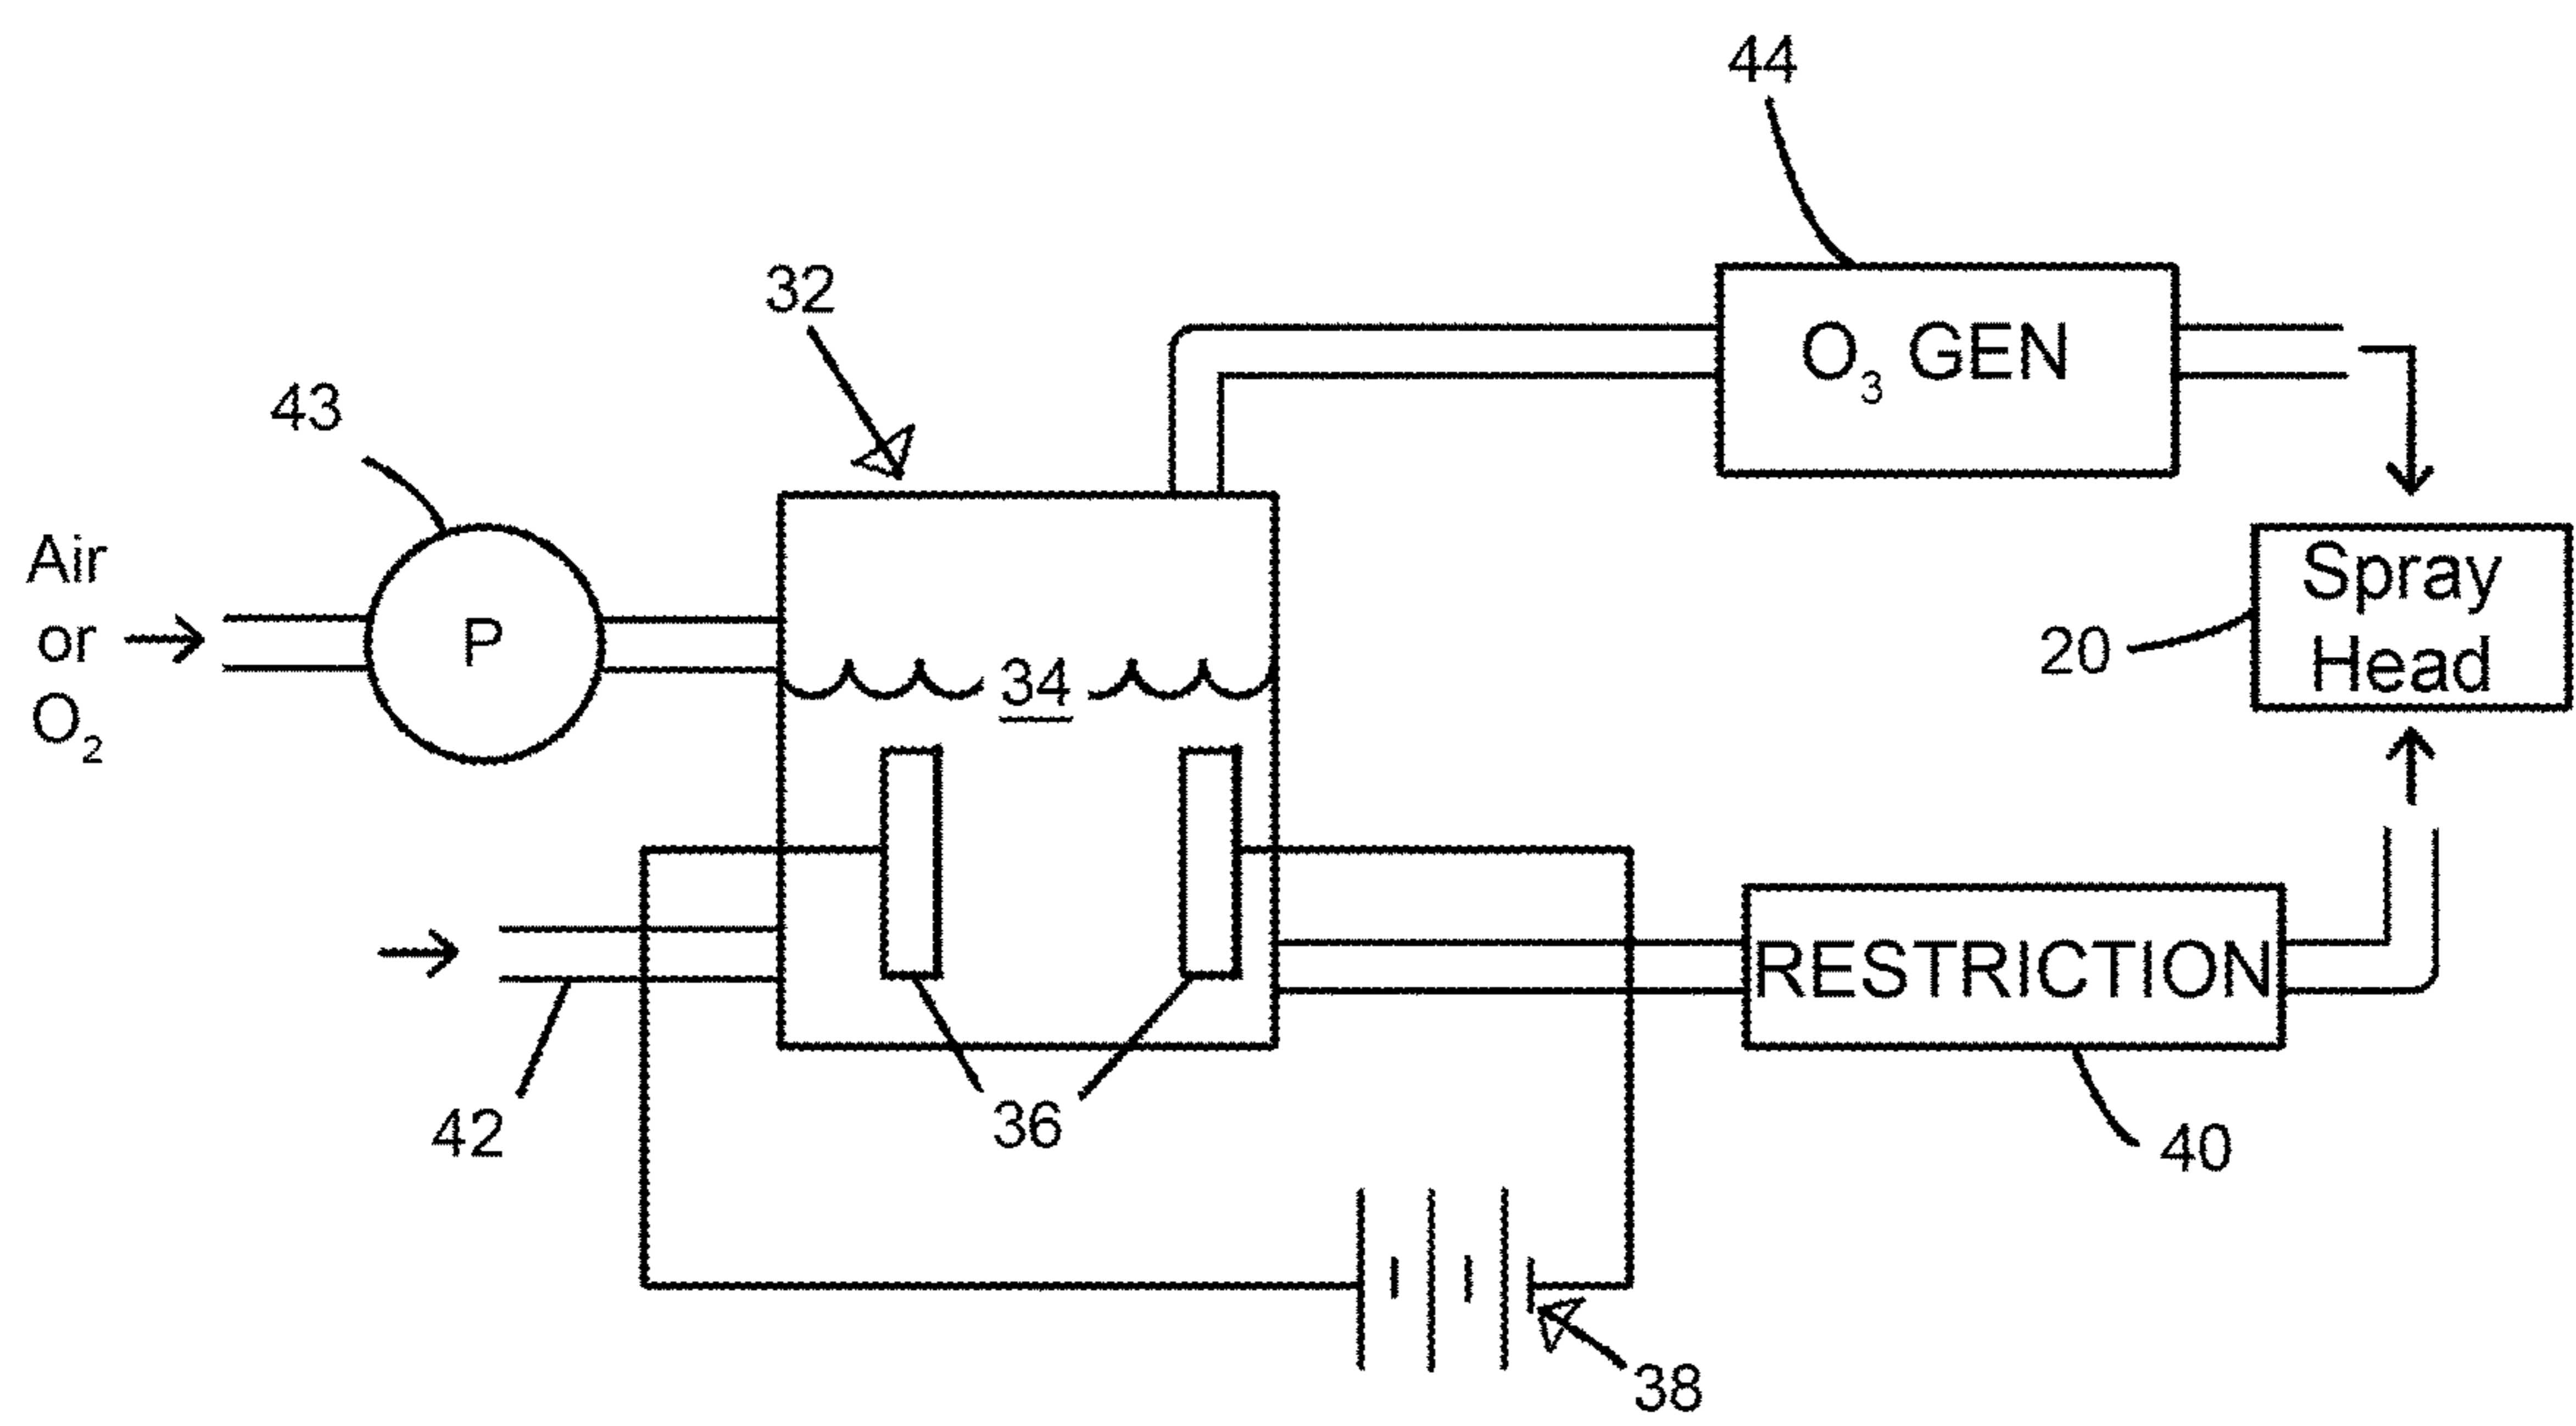 44
32
O₃ GEN
43
Air
or
O₂
P
34
Spray
Head
20
RESTRICTION
42
36
40
38